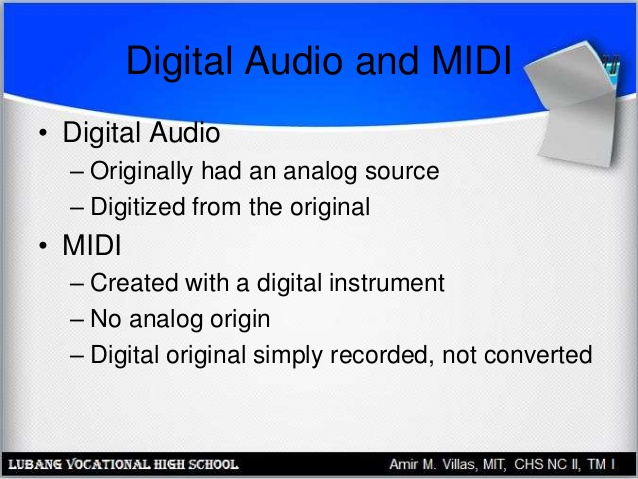 Digital Audio and MIDI
• Digital Audio
– Originally had an analog source
– Digitized from the original
• MIDI
– Created with a digital instrument
– No analog origin
– Digital original simply recorded, not converted
LUBANG VOCATIONAL HIGH SCHOOL
Amir M. Villas, MIT, CHS NC II, TM I